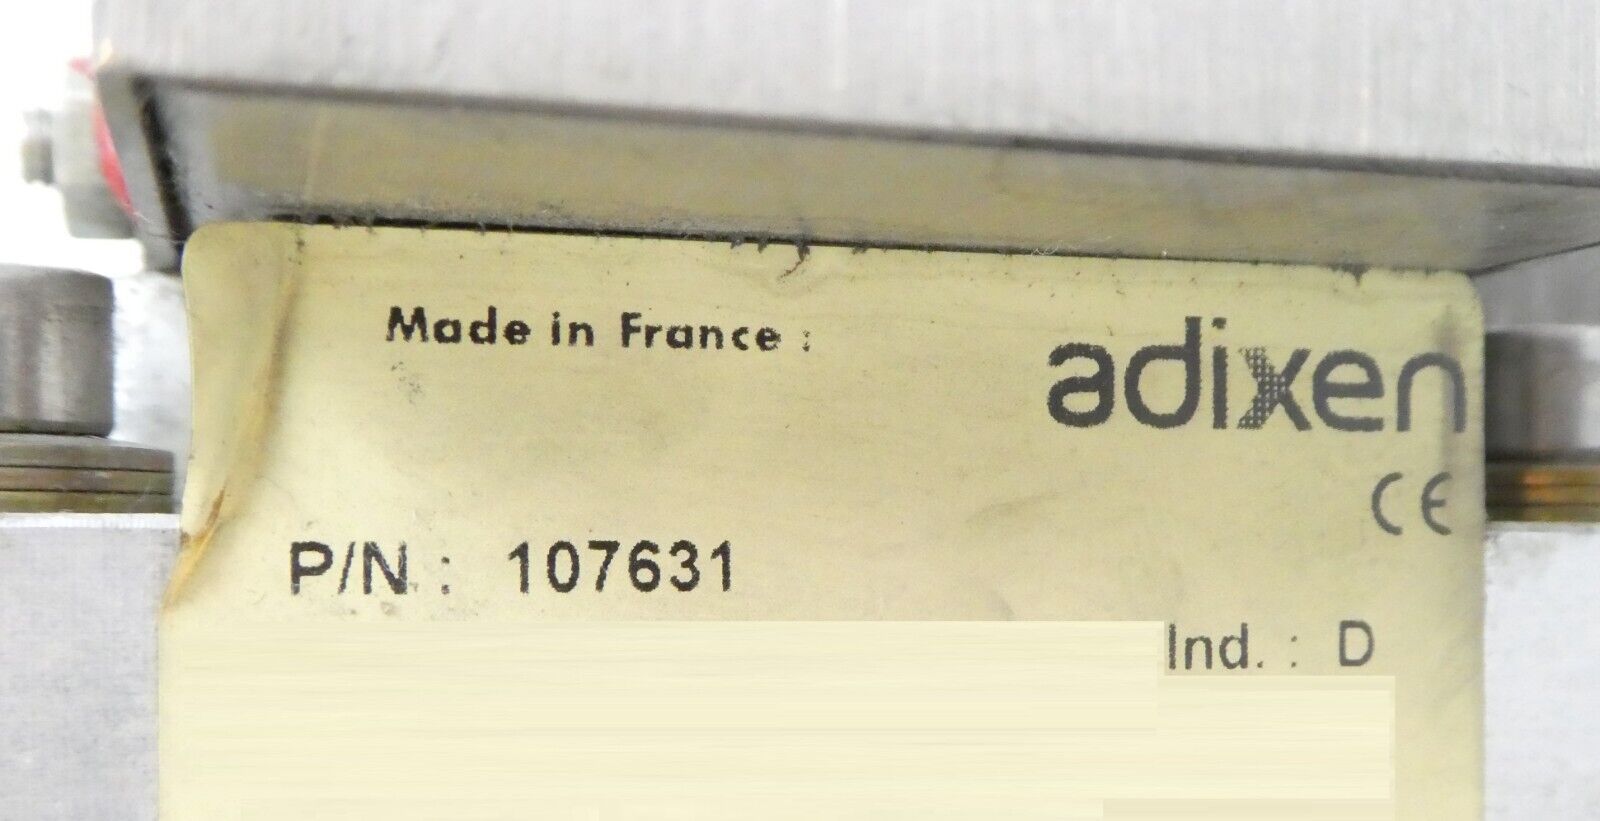 Made in France :
adixen
CE
P/N : 107631
Ind. : D